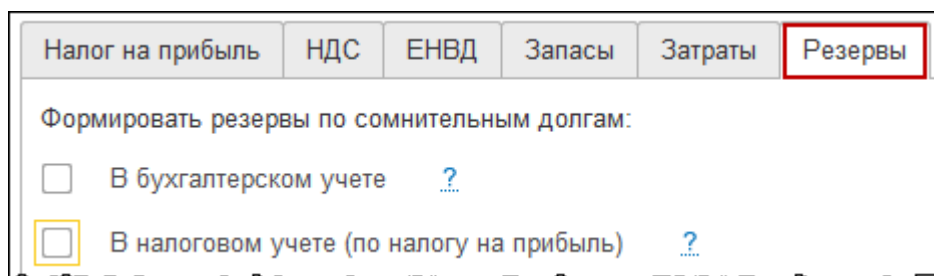 Налог на прибыль НДС ЕНВД Запасы Затраты Резервы
Формировать резервы по сомнительным долгам:
В бухгалтерском учете ?
В налоговом учете (по налогу на прибыль) ?